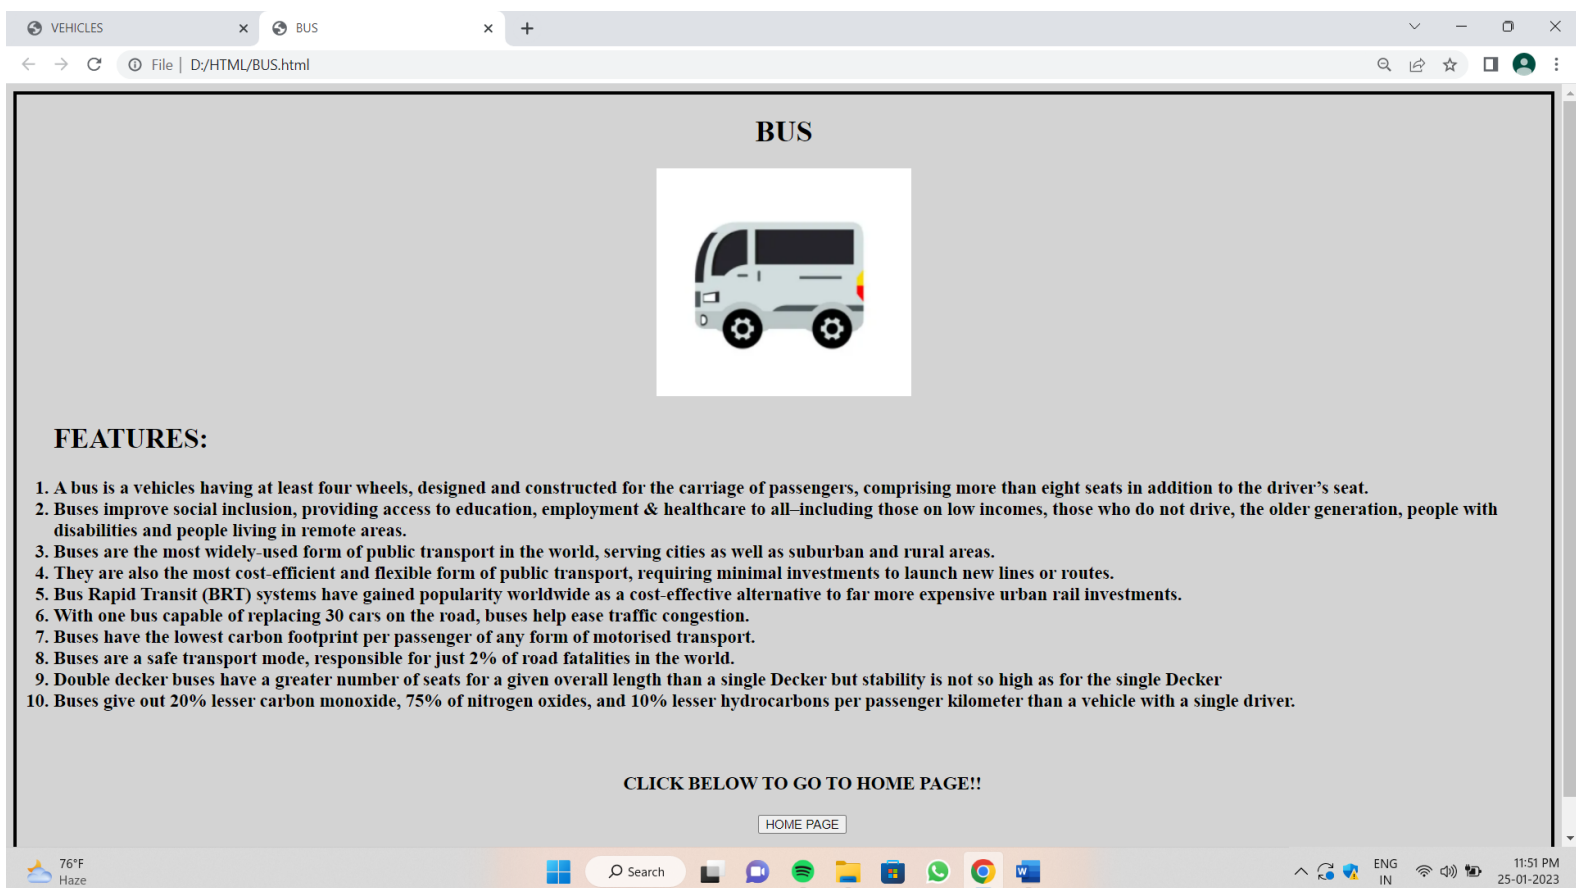 VEHICLES
BUS
File
D:/HTML/BUS.html
BUS
FEATURES:
1. A bus is a vehicles having at least four wheels, designed and constructed for the carriage of passengers, comprising more than eight seats in addition to the driver’s seat.
2. Buses improve social inclusion, providing access to education, employment & healthcare to all–including those on low incomes, those who do not drive, the older generation, people with
disabilities and people living in remote areas.
3. Buses are the most widely-used form of public transport in the world, serving cities as well as suburban and rural areas.
4. They are also the most cost-efficient and flexible form of public transport, requiring minimal investments to launch new lines or routes.
5. Bus Rapid Transit (BRT) systems have gained popularity worldwide as a cost-effective alternative to far more expensive urban rail investments.
6. With one bus capable of replacing 30 cars on the road, buses help ease traffic congestion.
7. Buses have the lowest carbon footprint per passenger of any form of motorised transport.
8. Buses are a safe transport mode, responsible for just 2% of road fatalities in the world.
9. Double decker buses have a greater number of seats for a given overall length than a single Decker but stability is not so high as for the single Decker
10. Buses give out 20% lesser carbon monoxide, 75% of nitrogen oxides, and 10% lesser hydrocarbons per passenger kilometer than a vehicle with a single driver.
CLICK BELOW TO GO TO HOME PAGE!!
HOME PAGE
76°F
Haze
Search
ENG
IN
11:51 PM
25-01-2023